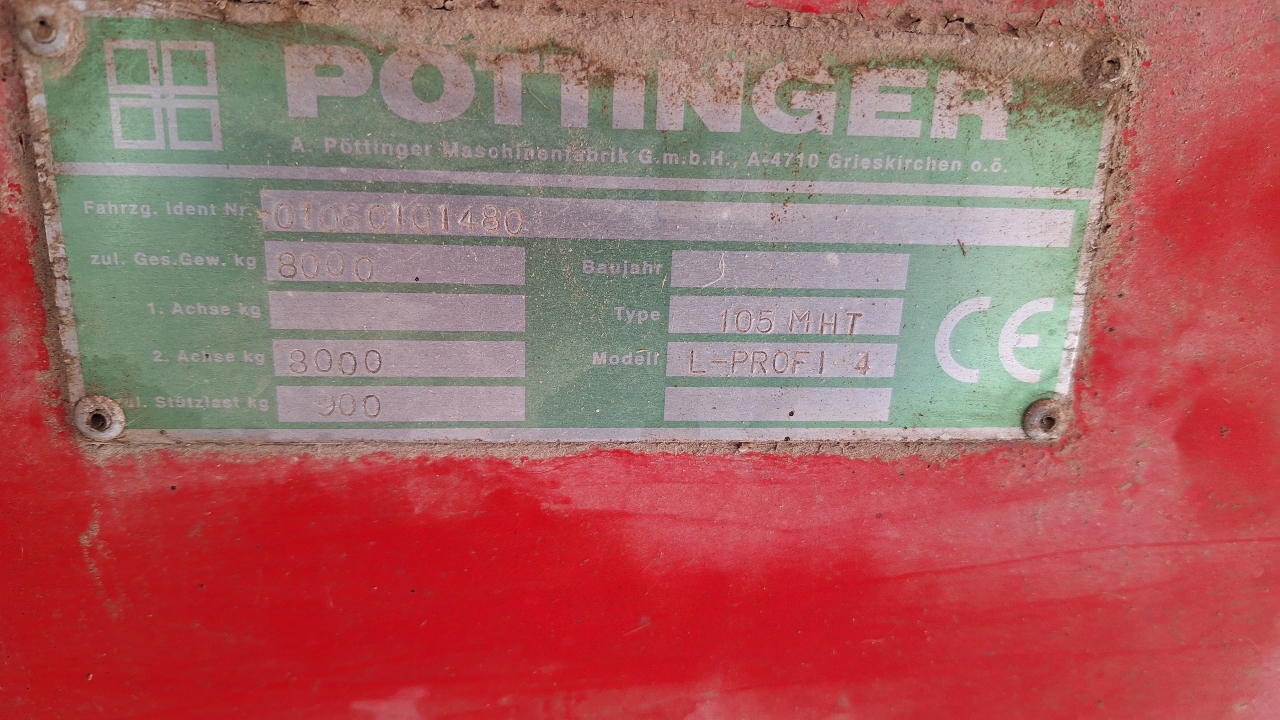 PÖTTINGER
A. Pöttinger Maschinenfabrik G.m.b.H., A-4710 Grieskirchen o.ö.
Fahrzg. Ident Nr.
zul. Ges.Gew. kg 8000 Baujahr
1. Achse kg Type 105 MHT
2. Achse kg 8000 Modell L-PROFI 4
zul. Stützlast kg 900
CE